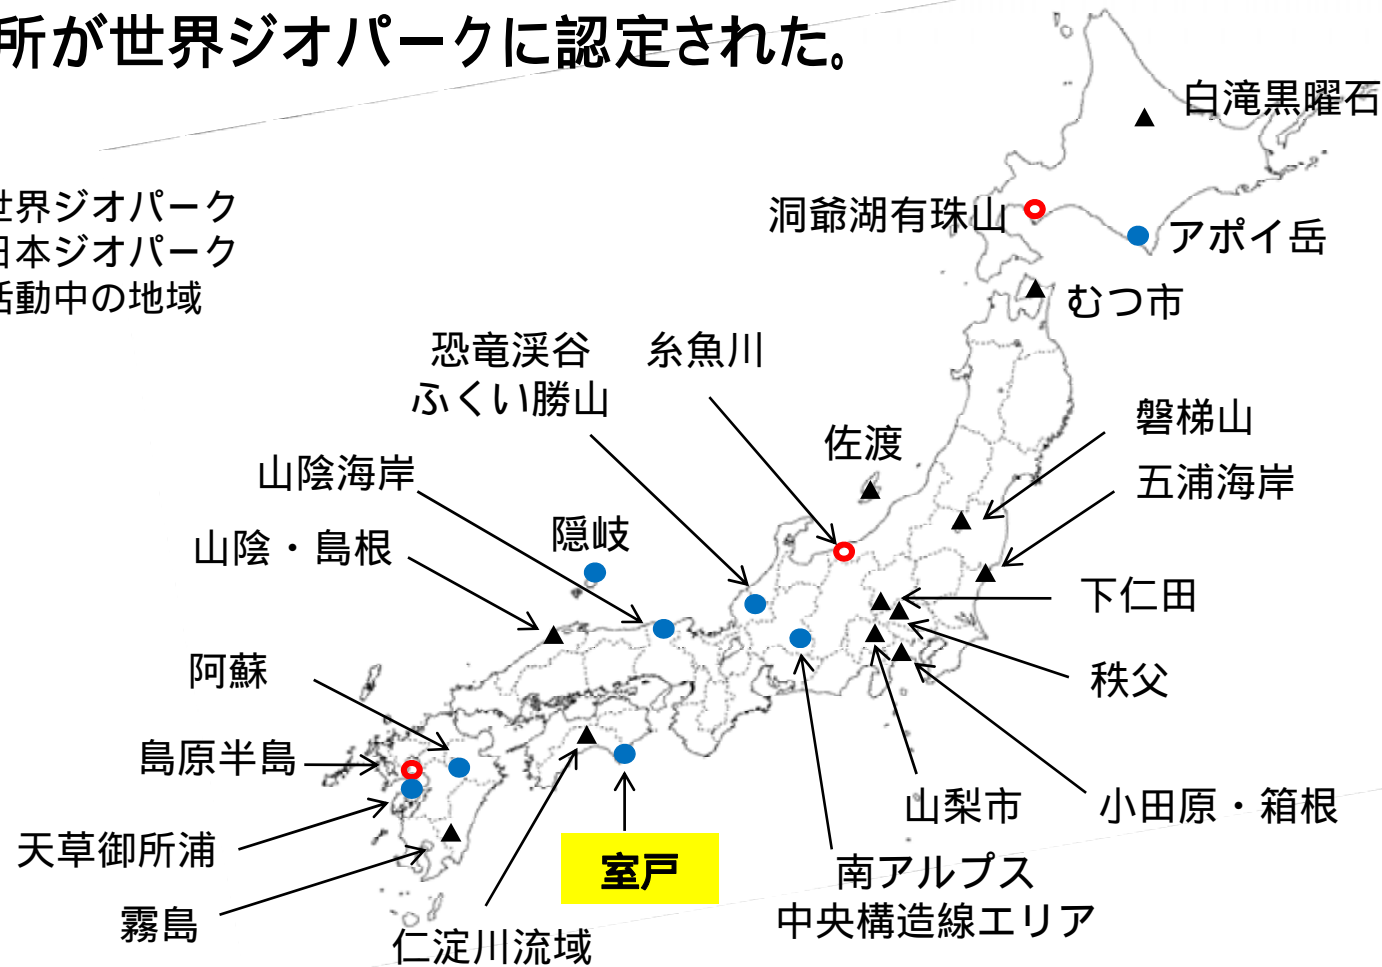 所が世界ジオパークに認定された。
世界ジオパーク
日本ジオパーク
活動中の地域
白滝黒曜石
洞爺湖有珠山
アポイ岳
むつ市
恐竜渓谷
ふくい勝山
糸魚川
佐渡
磐梯山
五浦海岸
山陰海岸
隠岐
山陰・島根
下仁田
秩父
阿蘇
島原半島
天草御所浦
霧島
室戸
仁淀川流域
山梨市
小田原・箱根
南アルプス
中央構造線エリア